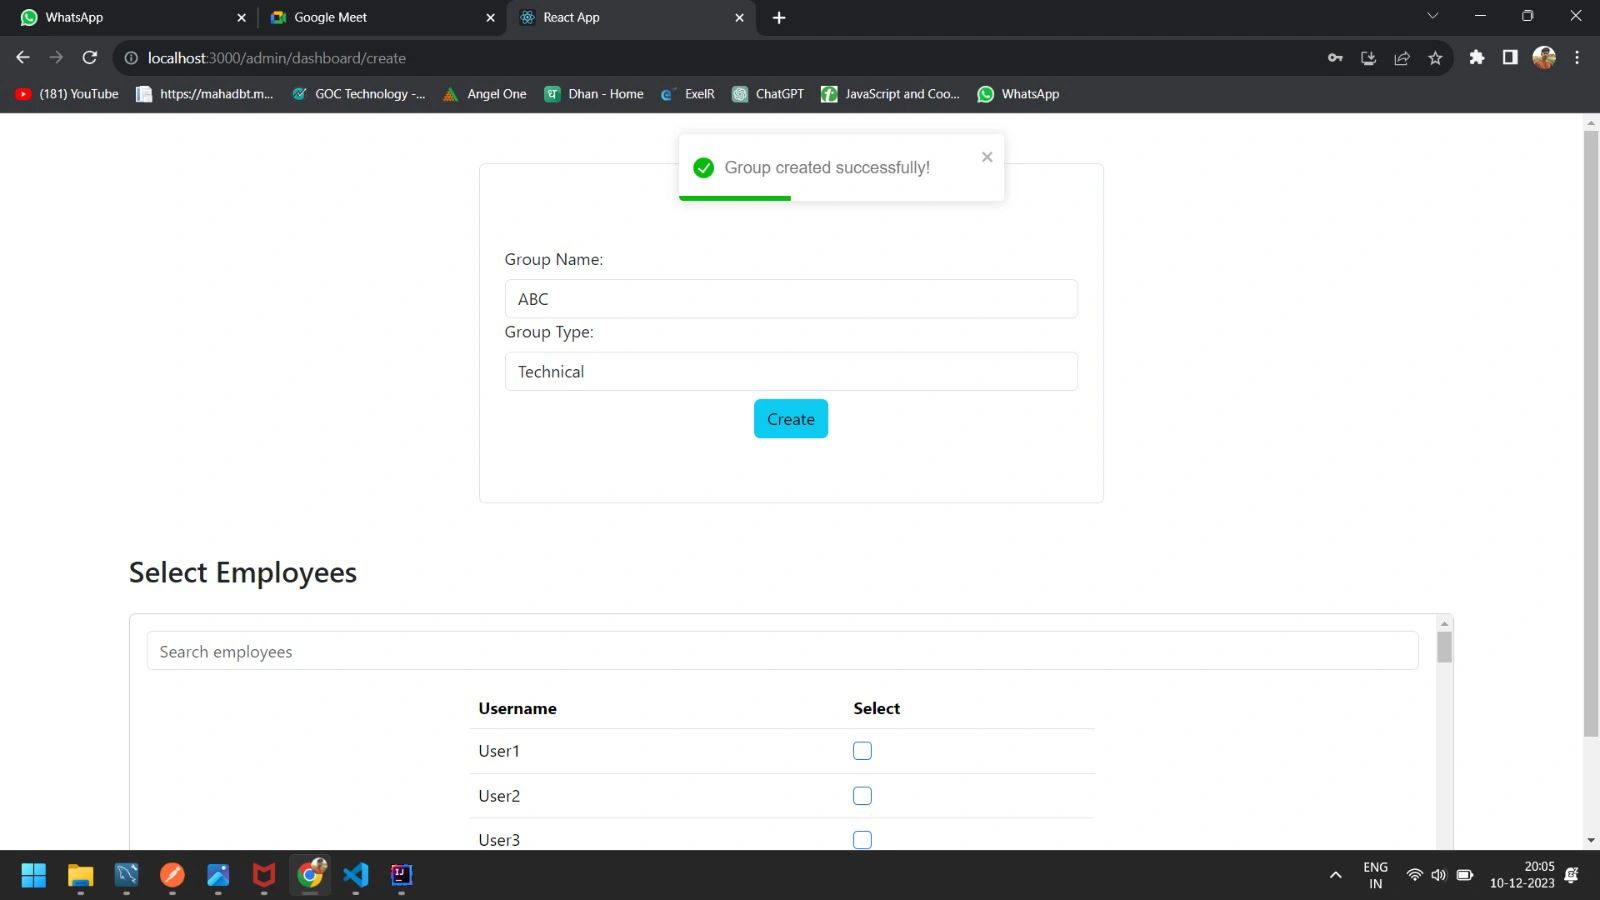 WhatsApp
Google Meet
React App
localhost:3000/admin/dashboard/create
(181) YouTube
https://mahadbt.m...
GOC Technology -...
Angel One
Dhan - Home
ExelR
ChatGPT
JavaScript and Coo...
WhatsApp
Group created successfully!
Group Name:
ABC
Group Type:
Technical
Create
Select Employees
Search employees
Username Select
User1
User2
User3
ENG
IN
20:05
10-12-2023